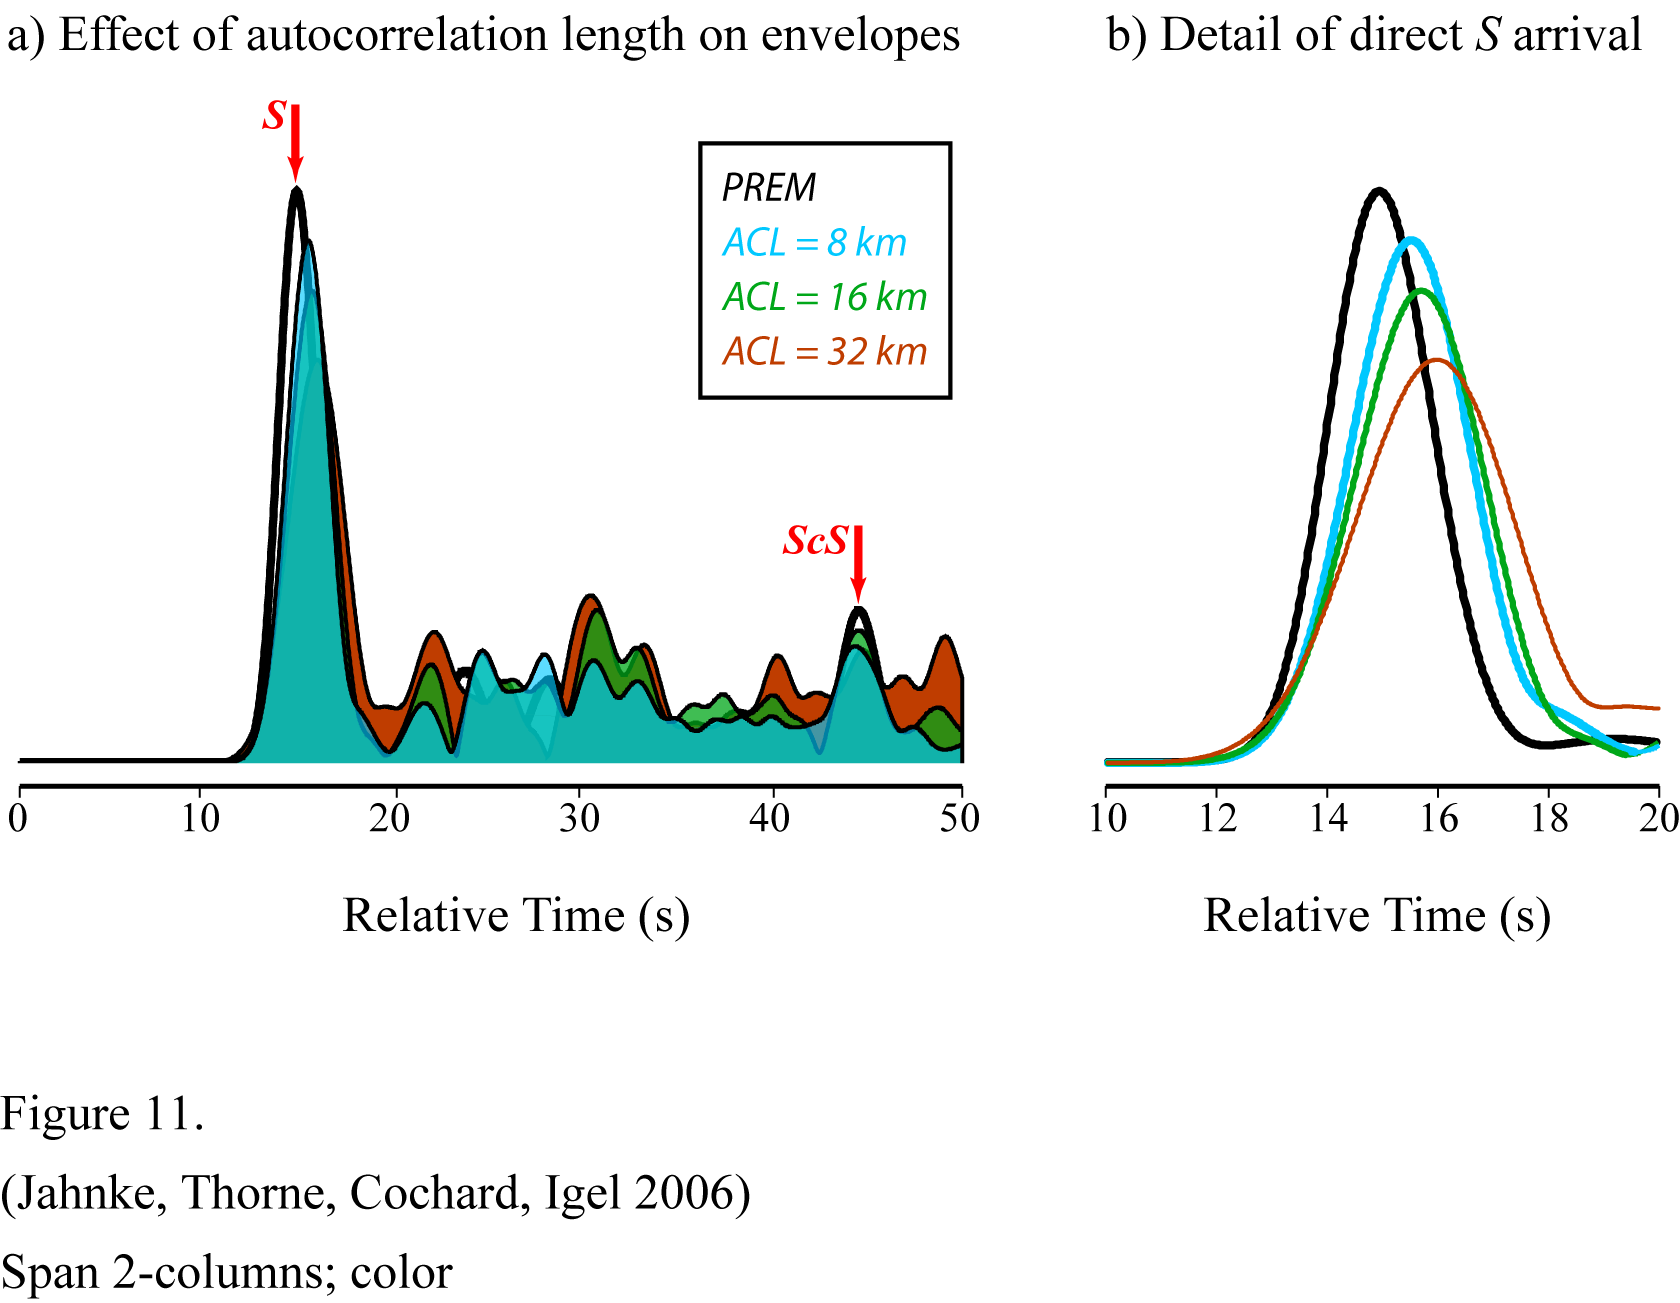 a) Effect of autocorrelation length on envelopes
b) Detail of direct S arrival
S
PREM
ACL = 8 km
ACL = 16 km
ACL = 32 km
ScS
0 10 20 30 40 50
10 12 14 16 18 20
Relative Time (s)
Relative Time (s)
Figure 11.
(Jahnke, Thorne, Cochard, Igel 2006)
Span 2-columns; color